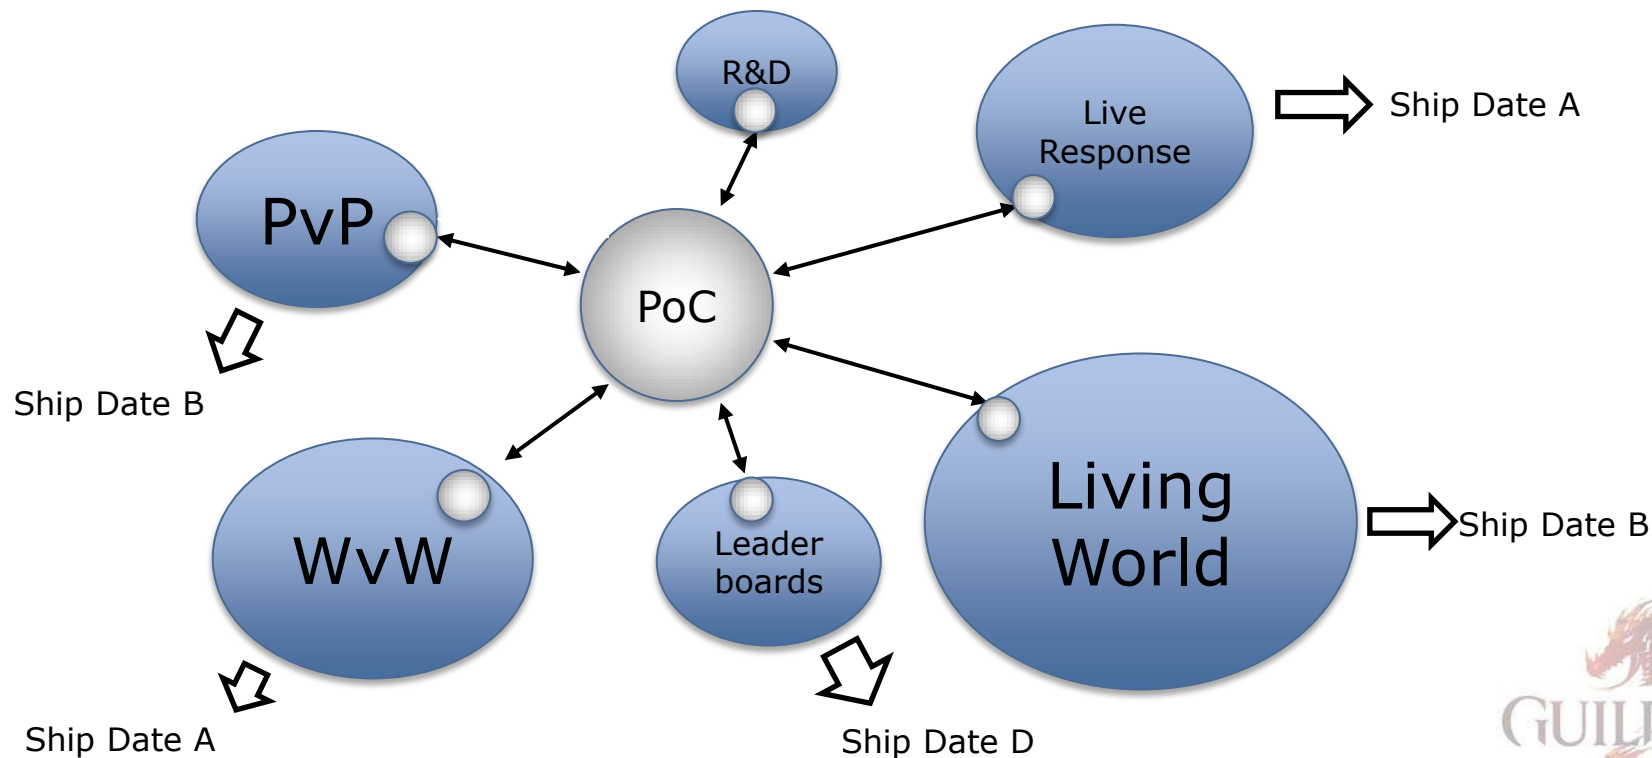 R&D
Live
Response
Ship Date A
PvP
PoC
Ship Date B
Living
World
Ship Date B
WvW
Leader
boards
Ship Date A
Ship Date D